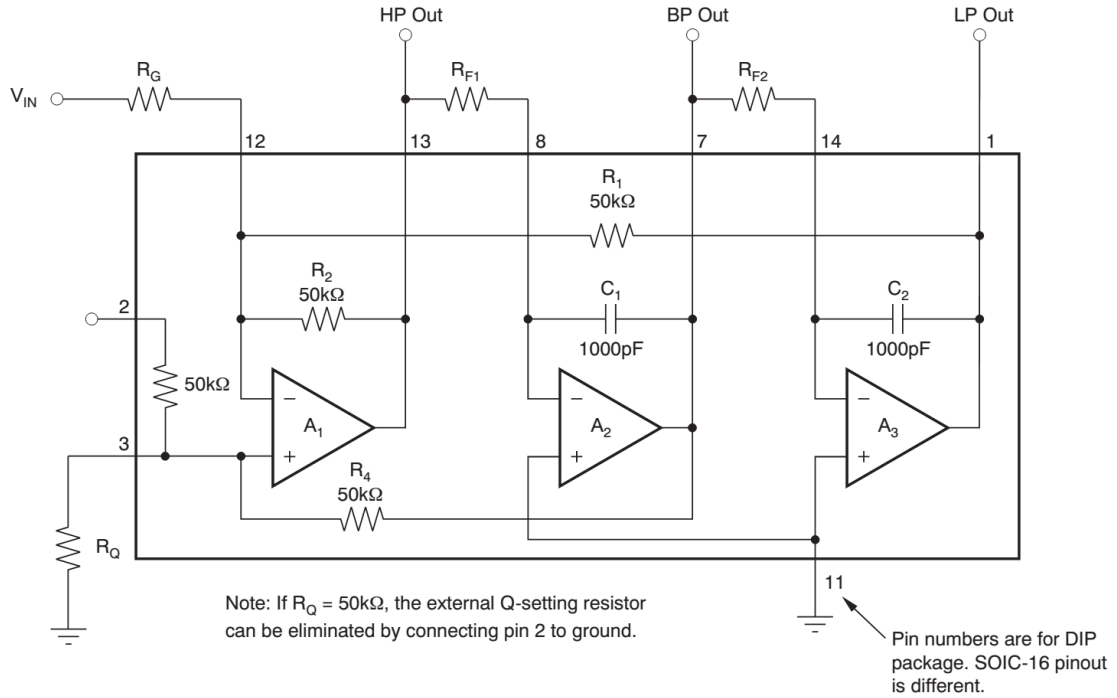 HP Out
BP Out
LP Out
R_G
R_F1
R_F2
V_IN
12
13
8
7
14
1
R_1
50kΩ
R_2
50kΩ
C_1
1000pF
C_2
1000pF
2
50kΩ
3
−
A_1
+
−
A_2
+
−
A_3
+
R_4
50kΩ
R_Q
11
Note: If R_Q = 50kΩ, the external Q-setting resistor
can be eliminated by connecting pin 2 to ground.
Pin numbers are for DIP
package. SOIC-16 pinout
is different.